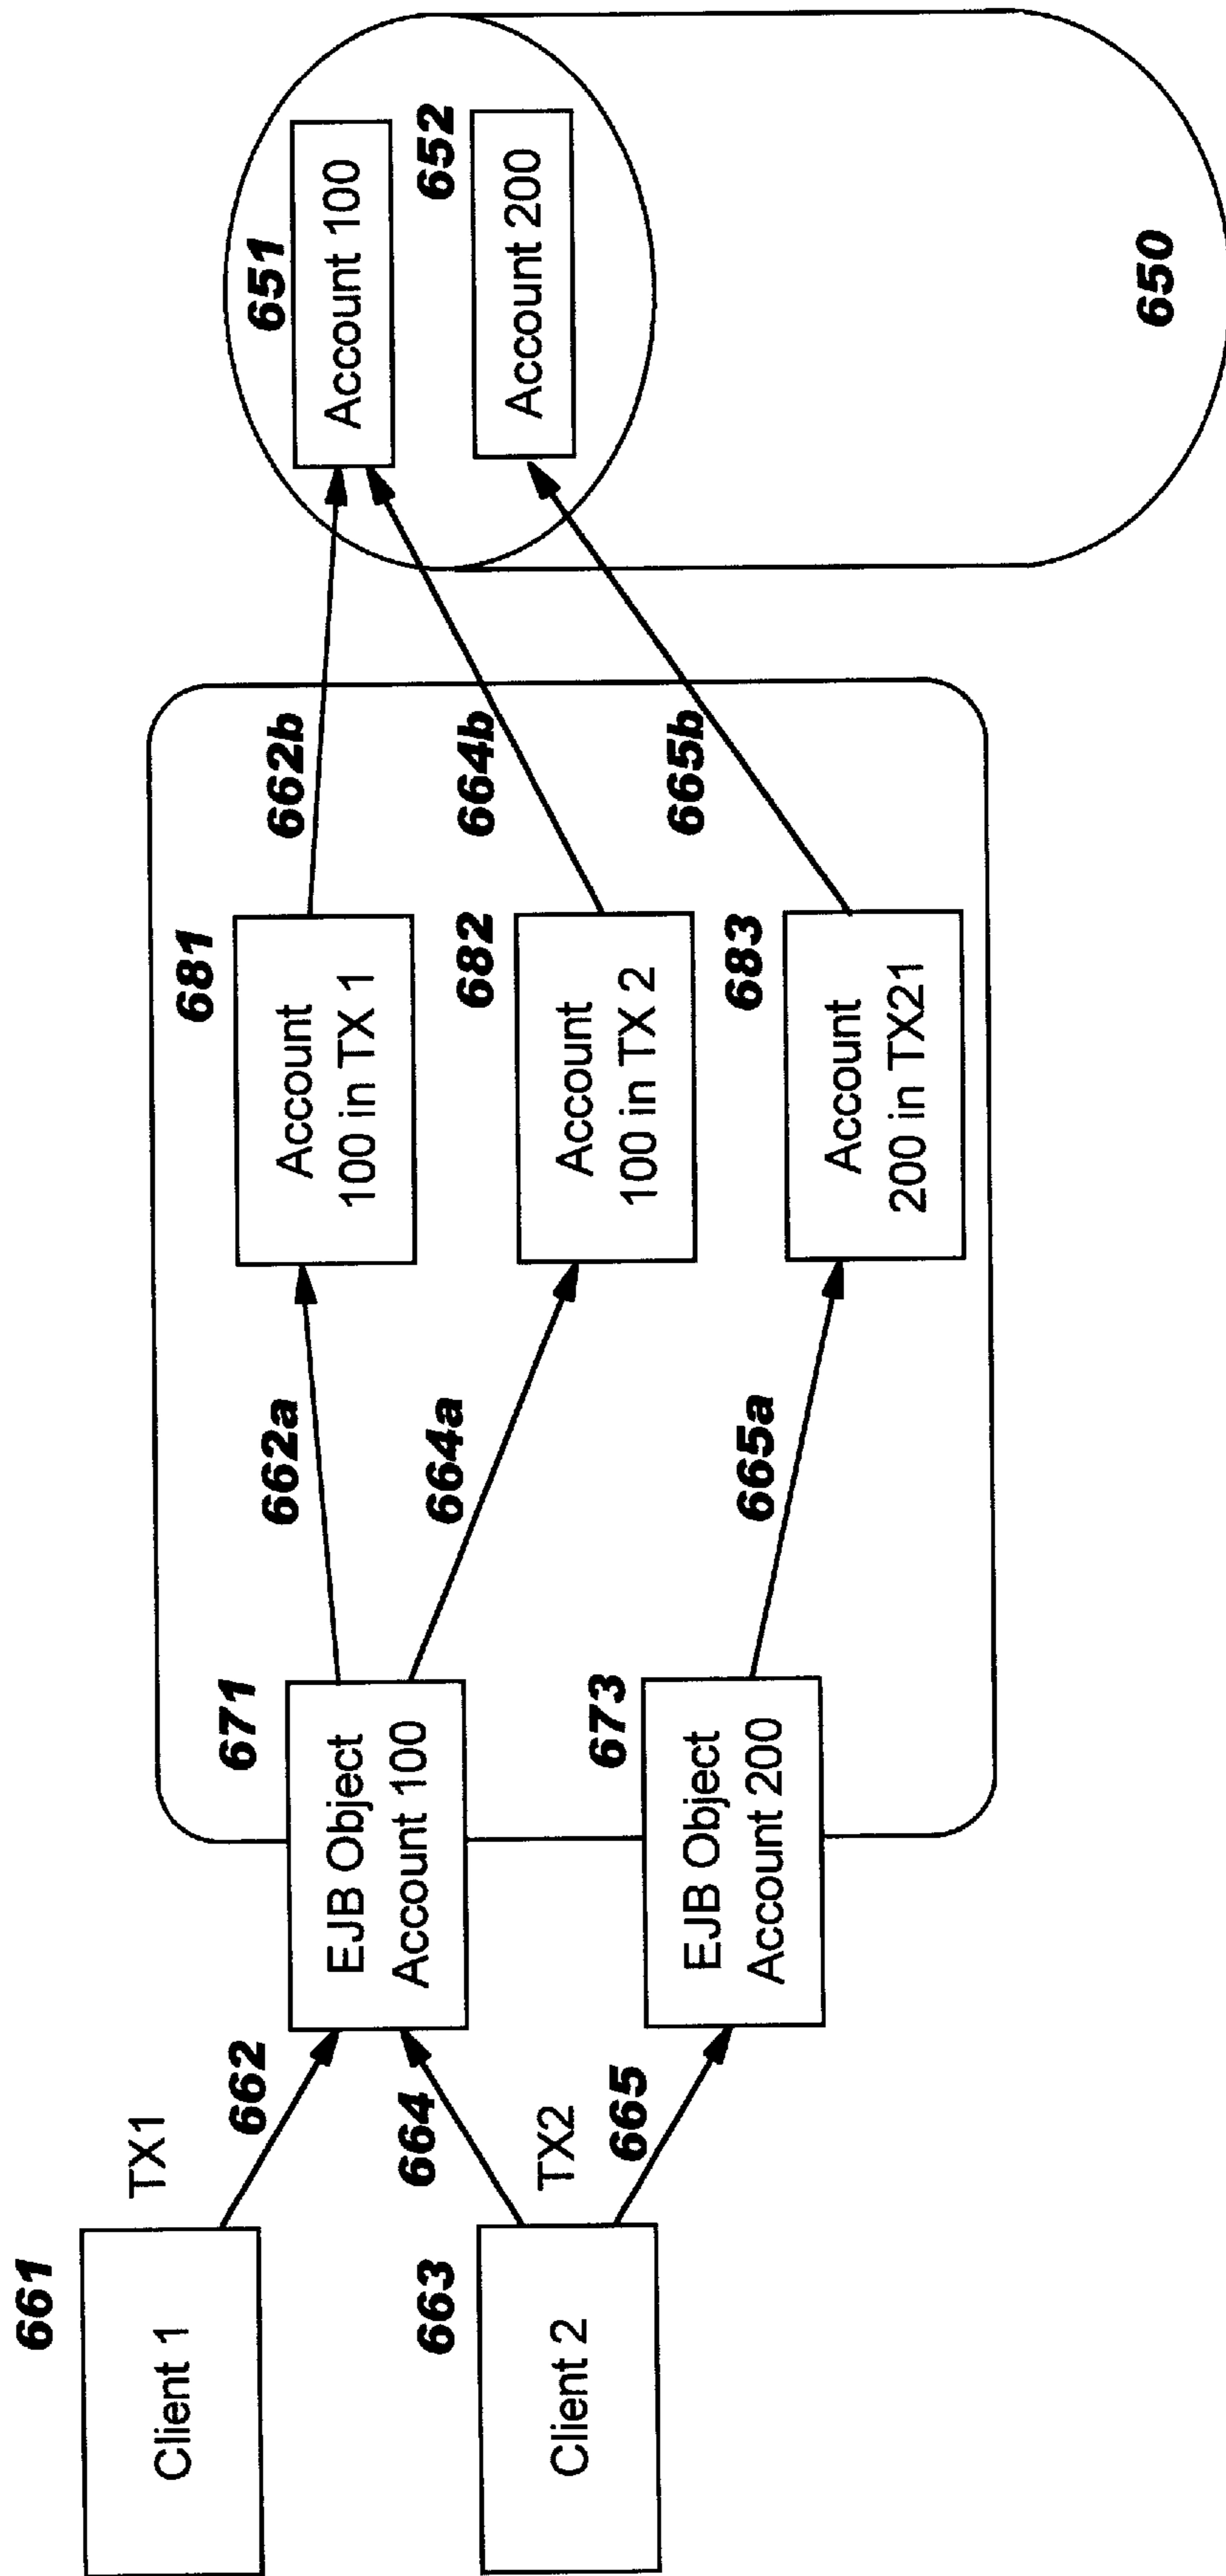 661
Client 1
TX1
662
663
Client 2
664
TX2
665
671
EJB Object
Account 100
673
EJB Object
Account 200
662a
664a
665a
681
Account
100 in TX 1
682
Account
100 in TX 2
683
Account
200 in TX21
662b
664b
665b
651
Account 100
652
Account 200
650